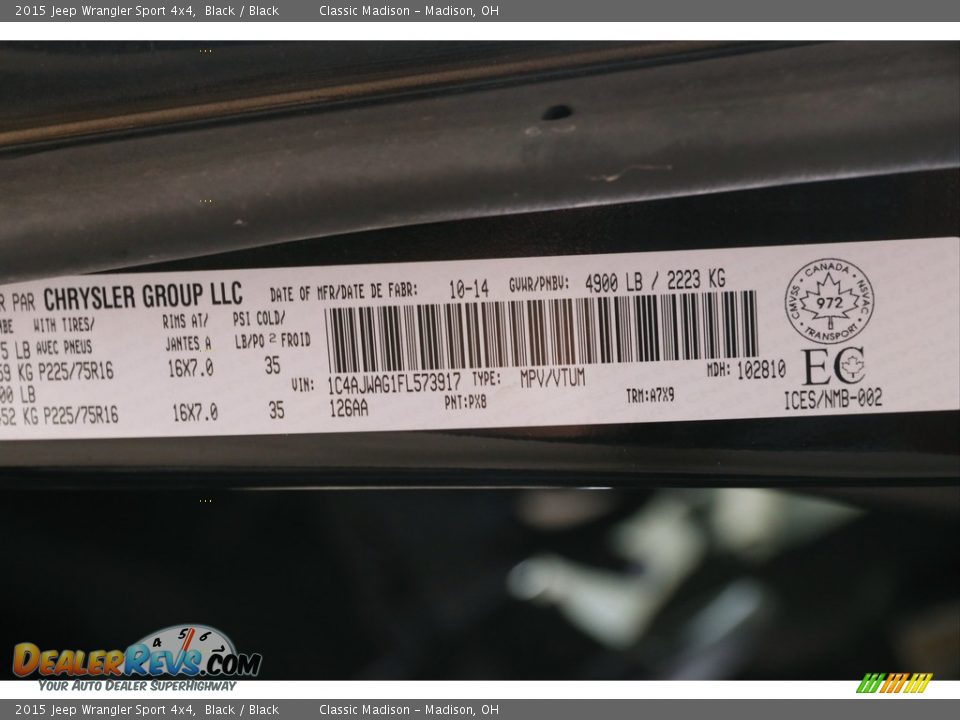 2015 Jeep Wrangler Sport 4x4, Black / Black Classic Madison - Madison, OH
PAR CHRYSLER GROUP LLC DATE OF MFR/DATE DE FABR: 10-14 GVWR/PNBV: 4900 LB / 2223 KG
WITH TIRES/ RIMS AT/ PSI COLD/
LB AVEC PNEUS JANTES A LB/PO 2 FROID
KG P225/75R16 16X7.0 35
LB
KG P225/75R16 16X7.0 35
VIN: 1C4AJWAG1FL573917 TYPE: MPV/VTUM MDH: 102810
126AA PNT:PX8 TRM:A7X9
CANADA
CMVSS NSVAC
972
TRANSPORT
EC
ICES/NMB-002
4 5 6
DEALERREVS.COM
YOUR AUTO DEALER SUPERHIGHWAY
2015 Jeep Wrangler Sport 4x4, Black / Black Classic Madison - Madison, OH